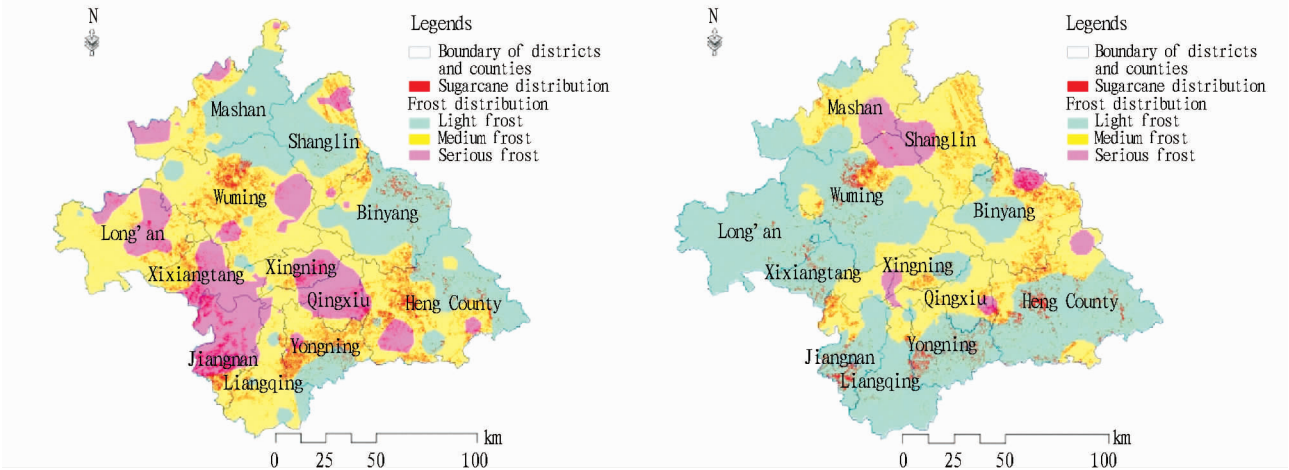 N
Legends
Boundary of districts
and counties
Sugarcane distribution
Frost distribution
Light frost
Medium frost
Serious frost
Mashan
Shanglin
Wuming
Binyang
Long'an
Xixiangtang
Xingning
Qingxiu
Heng County
Yongning
Jiangnan
Liangqing
km
0 25 50 100
N
Legends
Boundary of districts
and counties
Sugarcane distribution
Frost distribution
Light frost
Medium frost
Serious frost
Mashan
Shanglin
Wuming
Binyang
Long'an
Xixiangtang
Xingning
Qingxiu
Heng County
Yongning
Jiangnan
Liangqing
km
0 25 50 100